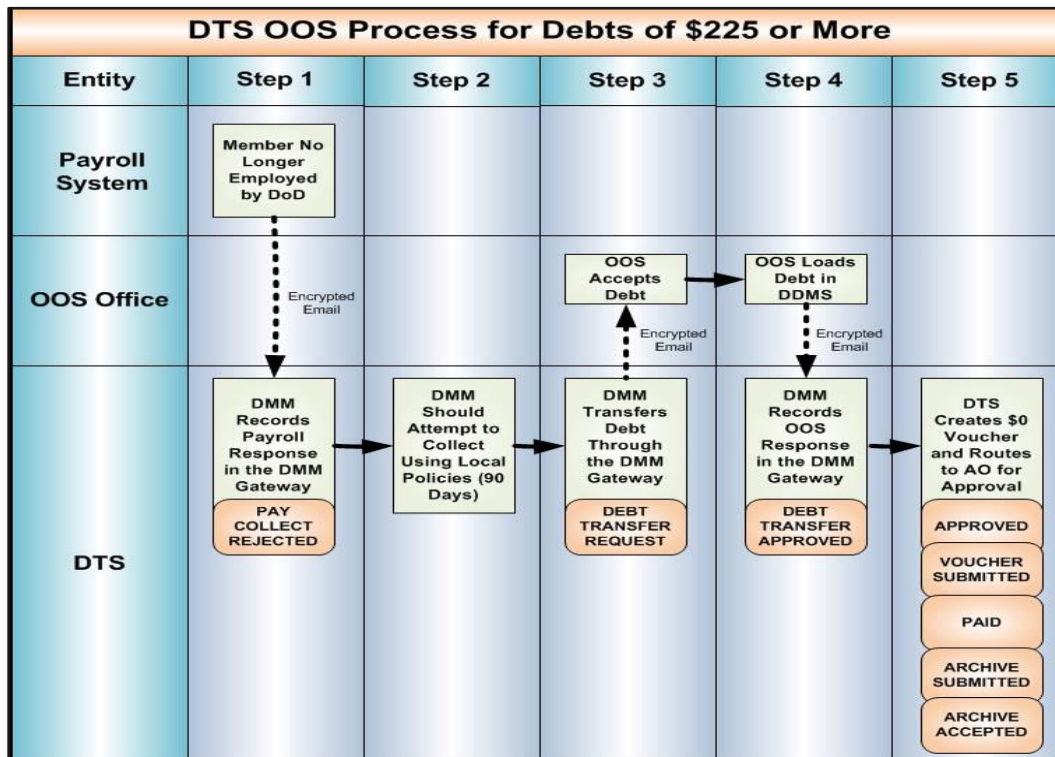 DTS OOS Process for Debts of $225 or More
Entity
Step 1
Step 2
Step 3
Step 4
Step 5
Payroll
System
Member No
Longer
Employed
by DoD
OOS Office
Encrypted
Email
OOS
Accepts
Debt
Encrypted
Email
OOS Loads
Debt in
DDMS
Encrypted
Email
DTS
DMM
Records
Payroll
Response
in the DMM
Gateway
PAY
COLLECT
REJECTED
DMM
Should
Attempt to
Collect
Using Local
Policies (90
Days)
DMM
Transfers
Debt
Through
the DMM
Gateway
DEBT
TRANSFER
REQUEST
DMM
Records
OOS
Response
in the DMM
Gateway
DEBT
TRANSFER
APPROVED
DTS
Creates $0
Voucher
and Routes
to AO for
Approval
APPROVED
VOUCHER
SUBMITTED
PAID
ARCHIVE
SUBMITTED
ARCHIVE
ACCEPTED